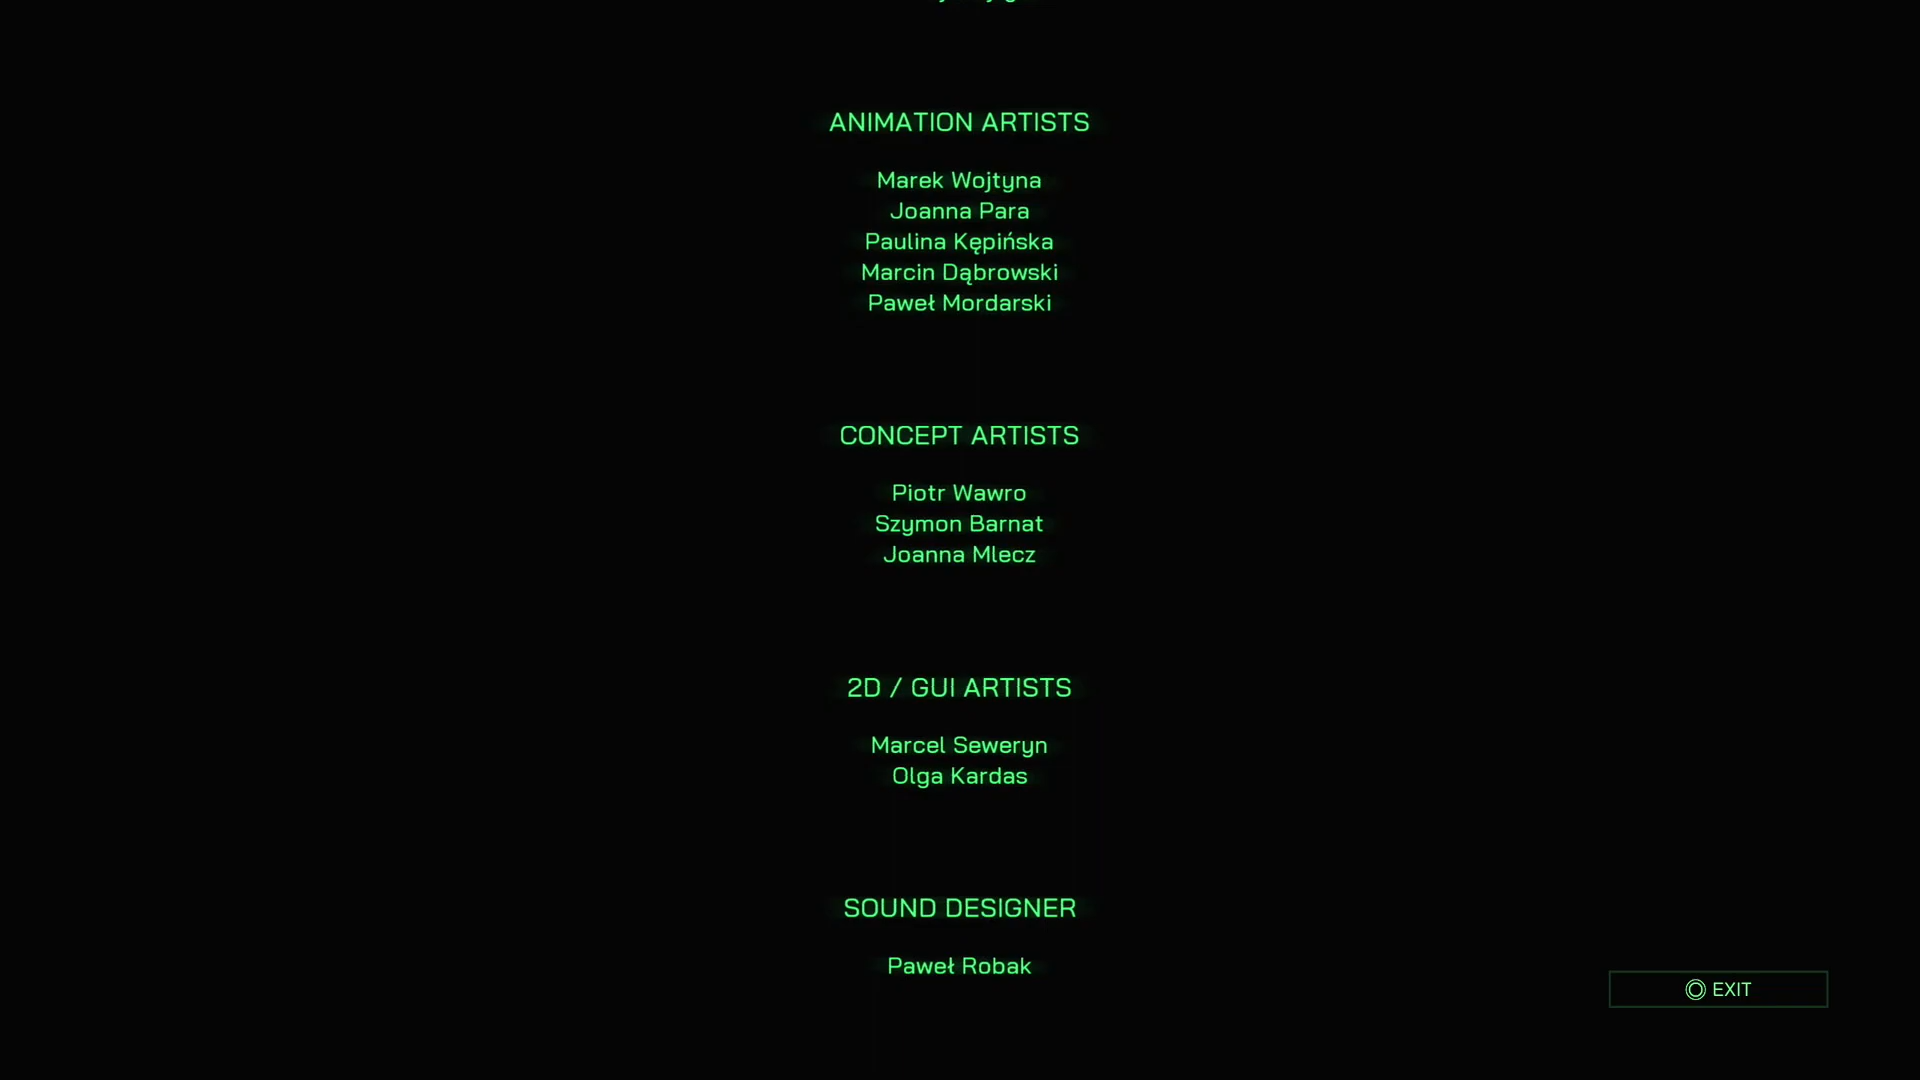 ANIMATION ARTISTS
Marek Wojtyna
Joanna Para
Paulina Kępińska
Marcin Dąbrowski
Paweł Mordarski
CONCEPT ARTISTS
Piotr Wawro
Szymon Barnat
Joanna Mlecz
2D / GUI ARTISTS
Marcel Seweryn
Olga Kardas
SOUND DESIGNER
Paweł Robak
EXIT